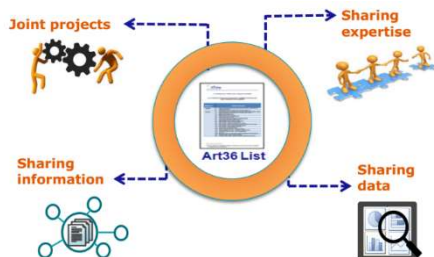 Joint projects
Sharing
expertise
Art36 List
Sharing
information
Sharing
data